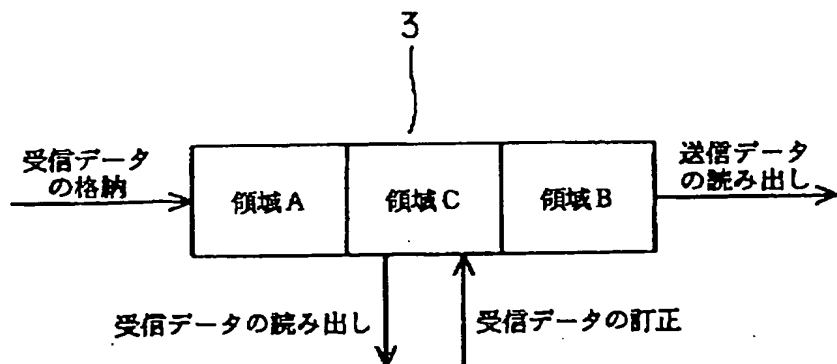 3
受信データ
の格納
領域A
領域C
領域B
送信データ
の読み出し
受信データの読み出し
受信データの訂正